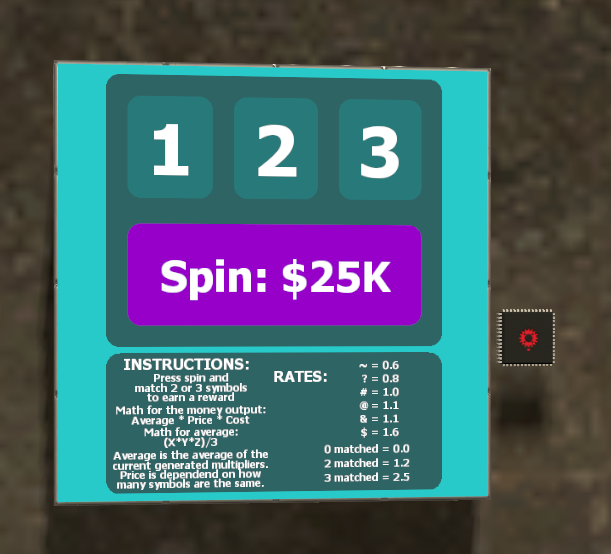 1 2 3
Spin: $25K
INSTRUCTIONS:
Press spin and
match 2 or 3 symbols
to earn a reward
Math for the money output:
Average * Price * Cost
Math for average:
(X*Y*Z)/3
Average is the average of the
current generated multipliers.
Price is dependend on how
many symbols are the same.
RATES:
~ = 0.6
? = 0.8
# = 1.0
@ = 1.1
& = 1.1
$ = 1.6
0 matched = 0.0
2 matched = 1.2
3 matched = 2.5